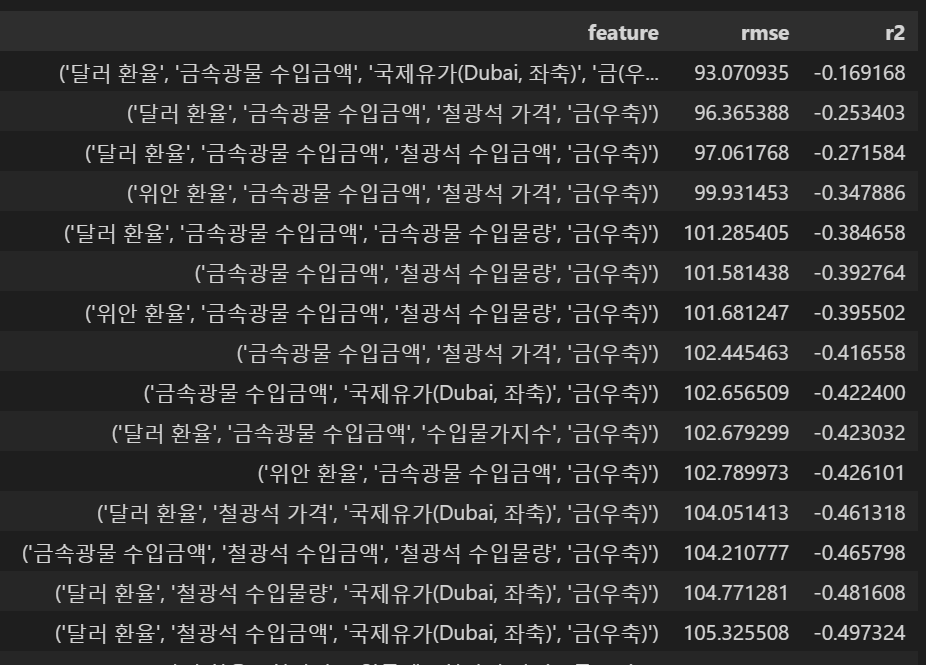 feature rmse r2
('달러 환율', '금속광물 수입금액', '국제유가(Dubai, 좌축)', '금(우... 93.070935 -0.169168
('달러 환율', '금속광물 수입금액', '철광석 가격', '금(우축)') 96.365388 -0.253403
('달러 환율', '금속광물 수입금액', '철광석 수입금액', '금(우축)') 97.061768 -0.271584
('위안 환율', '금속광물 수입금액', '철광석 가격', '금(우축)') 99.931453 -0.347886
('달러 환율', '금속광물 수입금액', '금속광물 수입물량', '금(우축)') 101.285405 -0.384658
('금속광물 수입금액', '철광석 수입물량', '금(우축)') 101.581438 -0.392764
('위안 환율', '금속광물 수입금액', '철광석 수입물량', '금(우축)') 101.681247 -0.395502
('금속광물 수입금액', '철광석 가격', '금(우축)') 102.445463 -0.416558
('금속광물 수입금액', '국제유가(Dubai, 좌축)', '금(우축)') 102.656509 -0.422400
('달러 환율', '금속광물 수입금액', '수입물가지수', '금(우축)') 102.679299 -0.423032
('위안 환율', '금속광물 수입금액', '금(우축)') 102.789973 -0.426101
('달러 환율', '철광석 가격', '국제유가(Dubai, 좌축)', '금(우축)') 104.051413 -0.461318
('금속광물 수입금액', '철광석 수입금액', '철광석 수입물량', '금(우축)') 104.210777 -0.465798
('달러 환율', '철광석 수입물량', '국제유가(Dubai, 좌축)', '금(우축)') 104.771281 -0.481608
('달러 환율', '철광석 수입금액', '국제유가(Dubai, 좌축)', '금(우축)') 105.325508 -0.497324